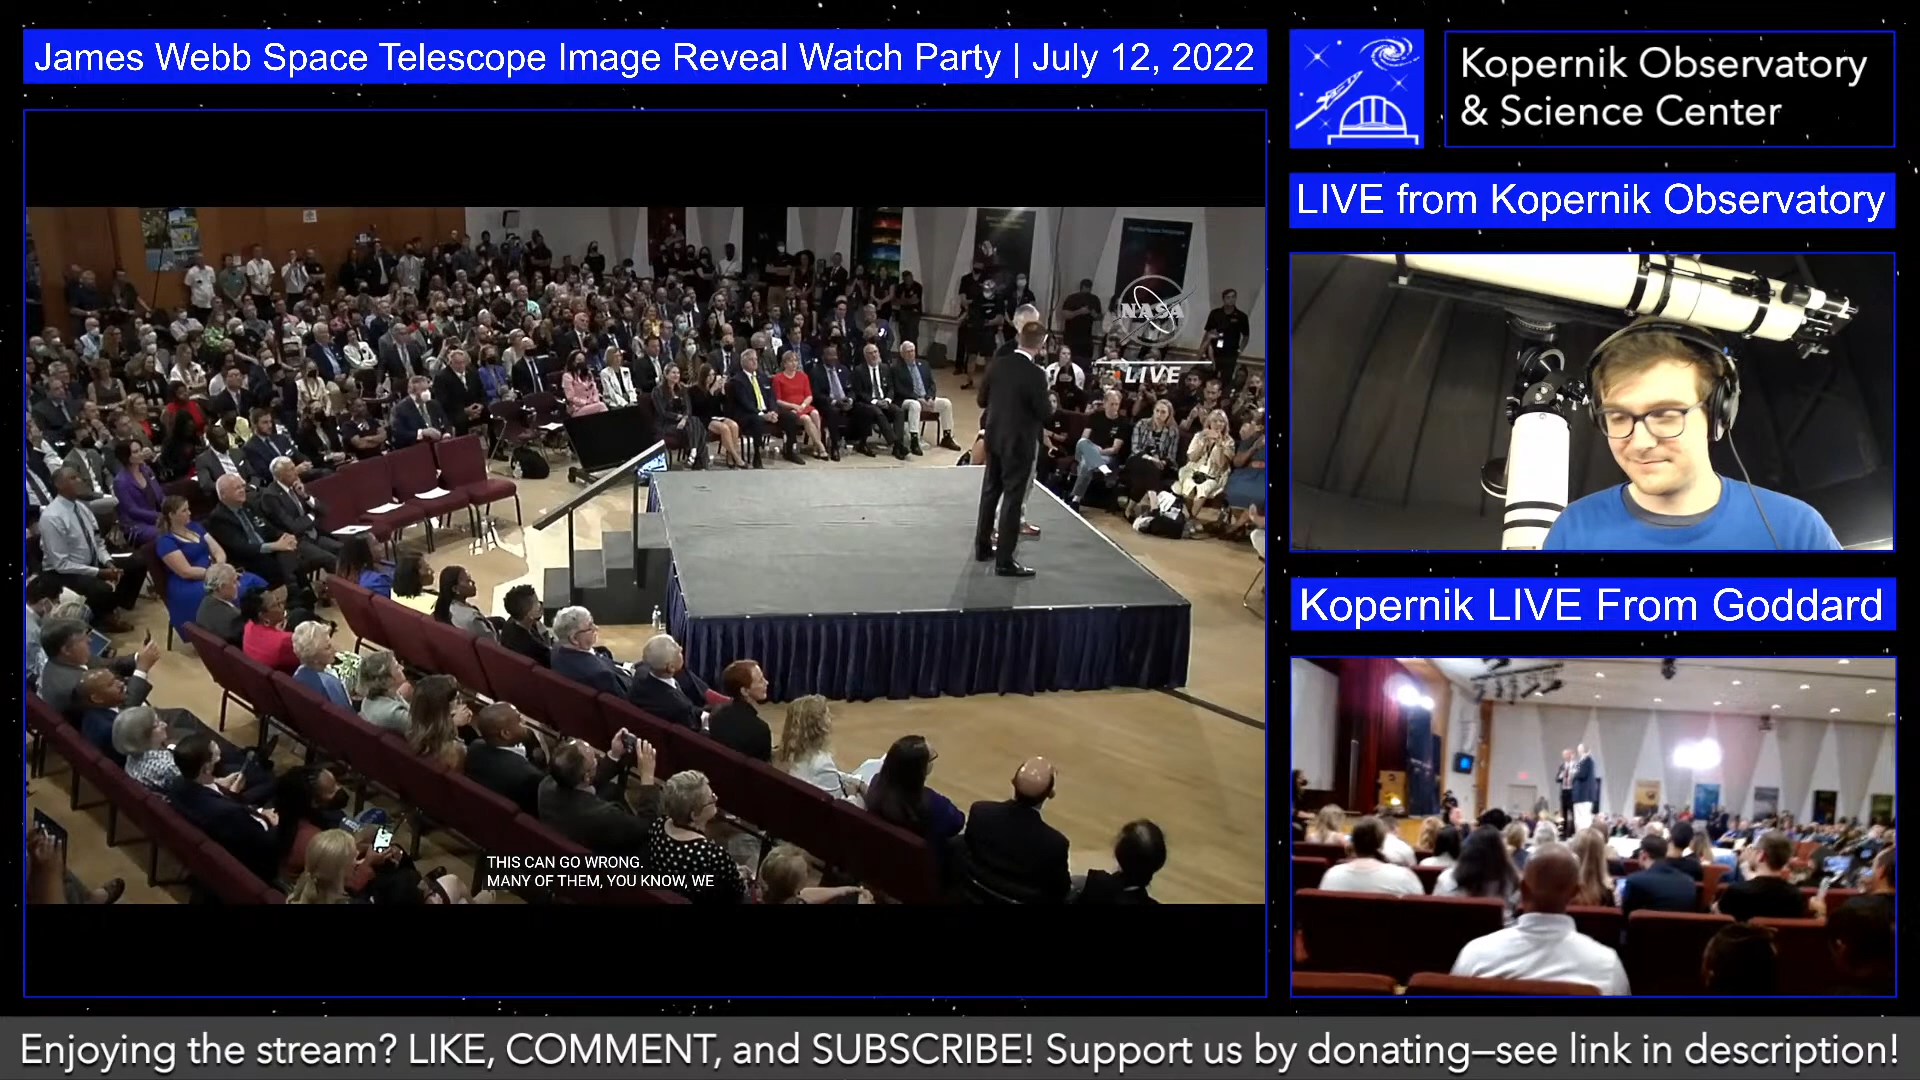 James Webb Space Telescope Image Reveal Watch Party | July 12, 2022
Kopernik Observatory
& Science Center
LIVE from Kopernik Observatory
NASA
LIVE
Kopernik LIVE From Goddard
THIS CAN GO WRONG.
MANY OF THEM, YOU KNOW, WE
Enjoying the stream? LIKE, COMMENT, and SUBSCRIBE! Support us by donating—see link in description!